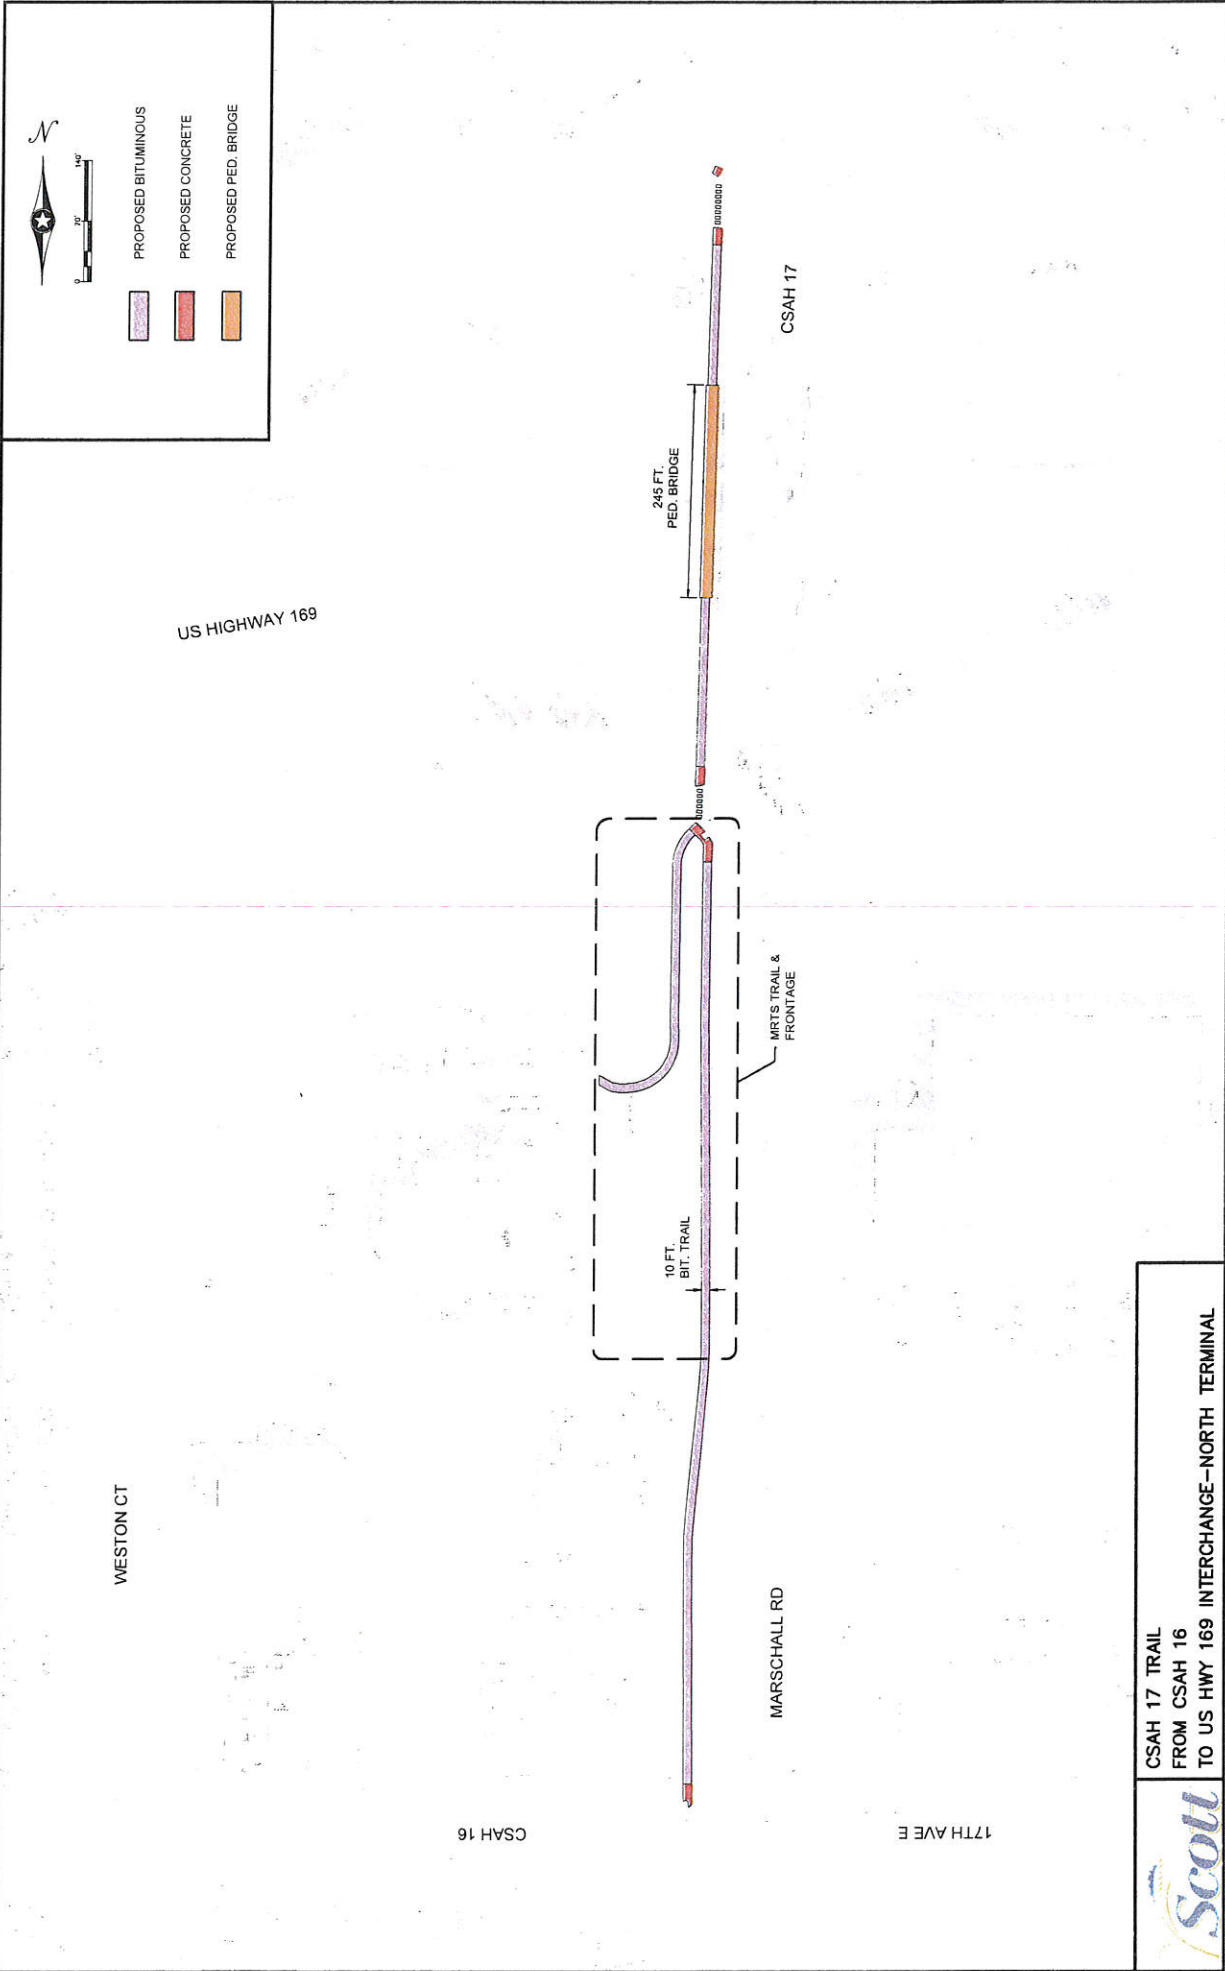 N
0 70' 140'
PROPOSED BITUMINOUS
PROPOSED CONCRETE
PROPOSED PED. BRIDGE
US HIGHWAY 169
245 FT.
PED. BRIDGE
CSAH 17
MRTS TRAIL &
FRONTAGE
10 FT.
BIT. TRAIL
WESTON CT
MARSCHALL RD
CSAH 16
17TH AVE E
Scott
CSAH 17 TRAIL
FROM CSAH 16
TO US HWY 169 INTERCHANGE-NORTH TERMINAL